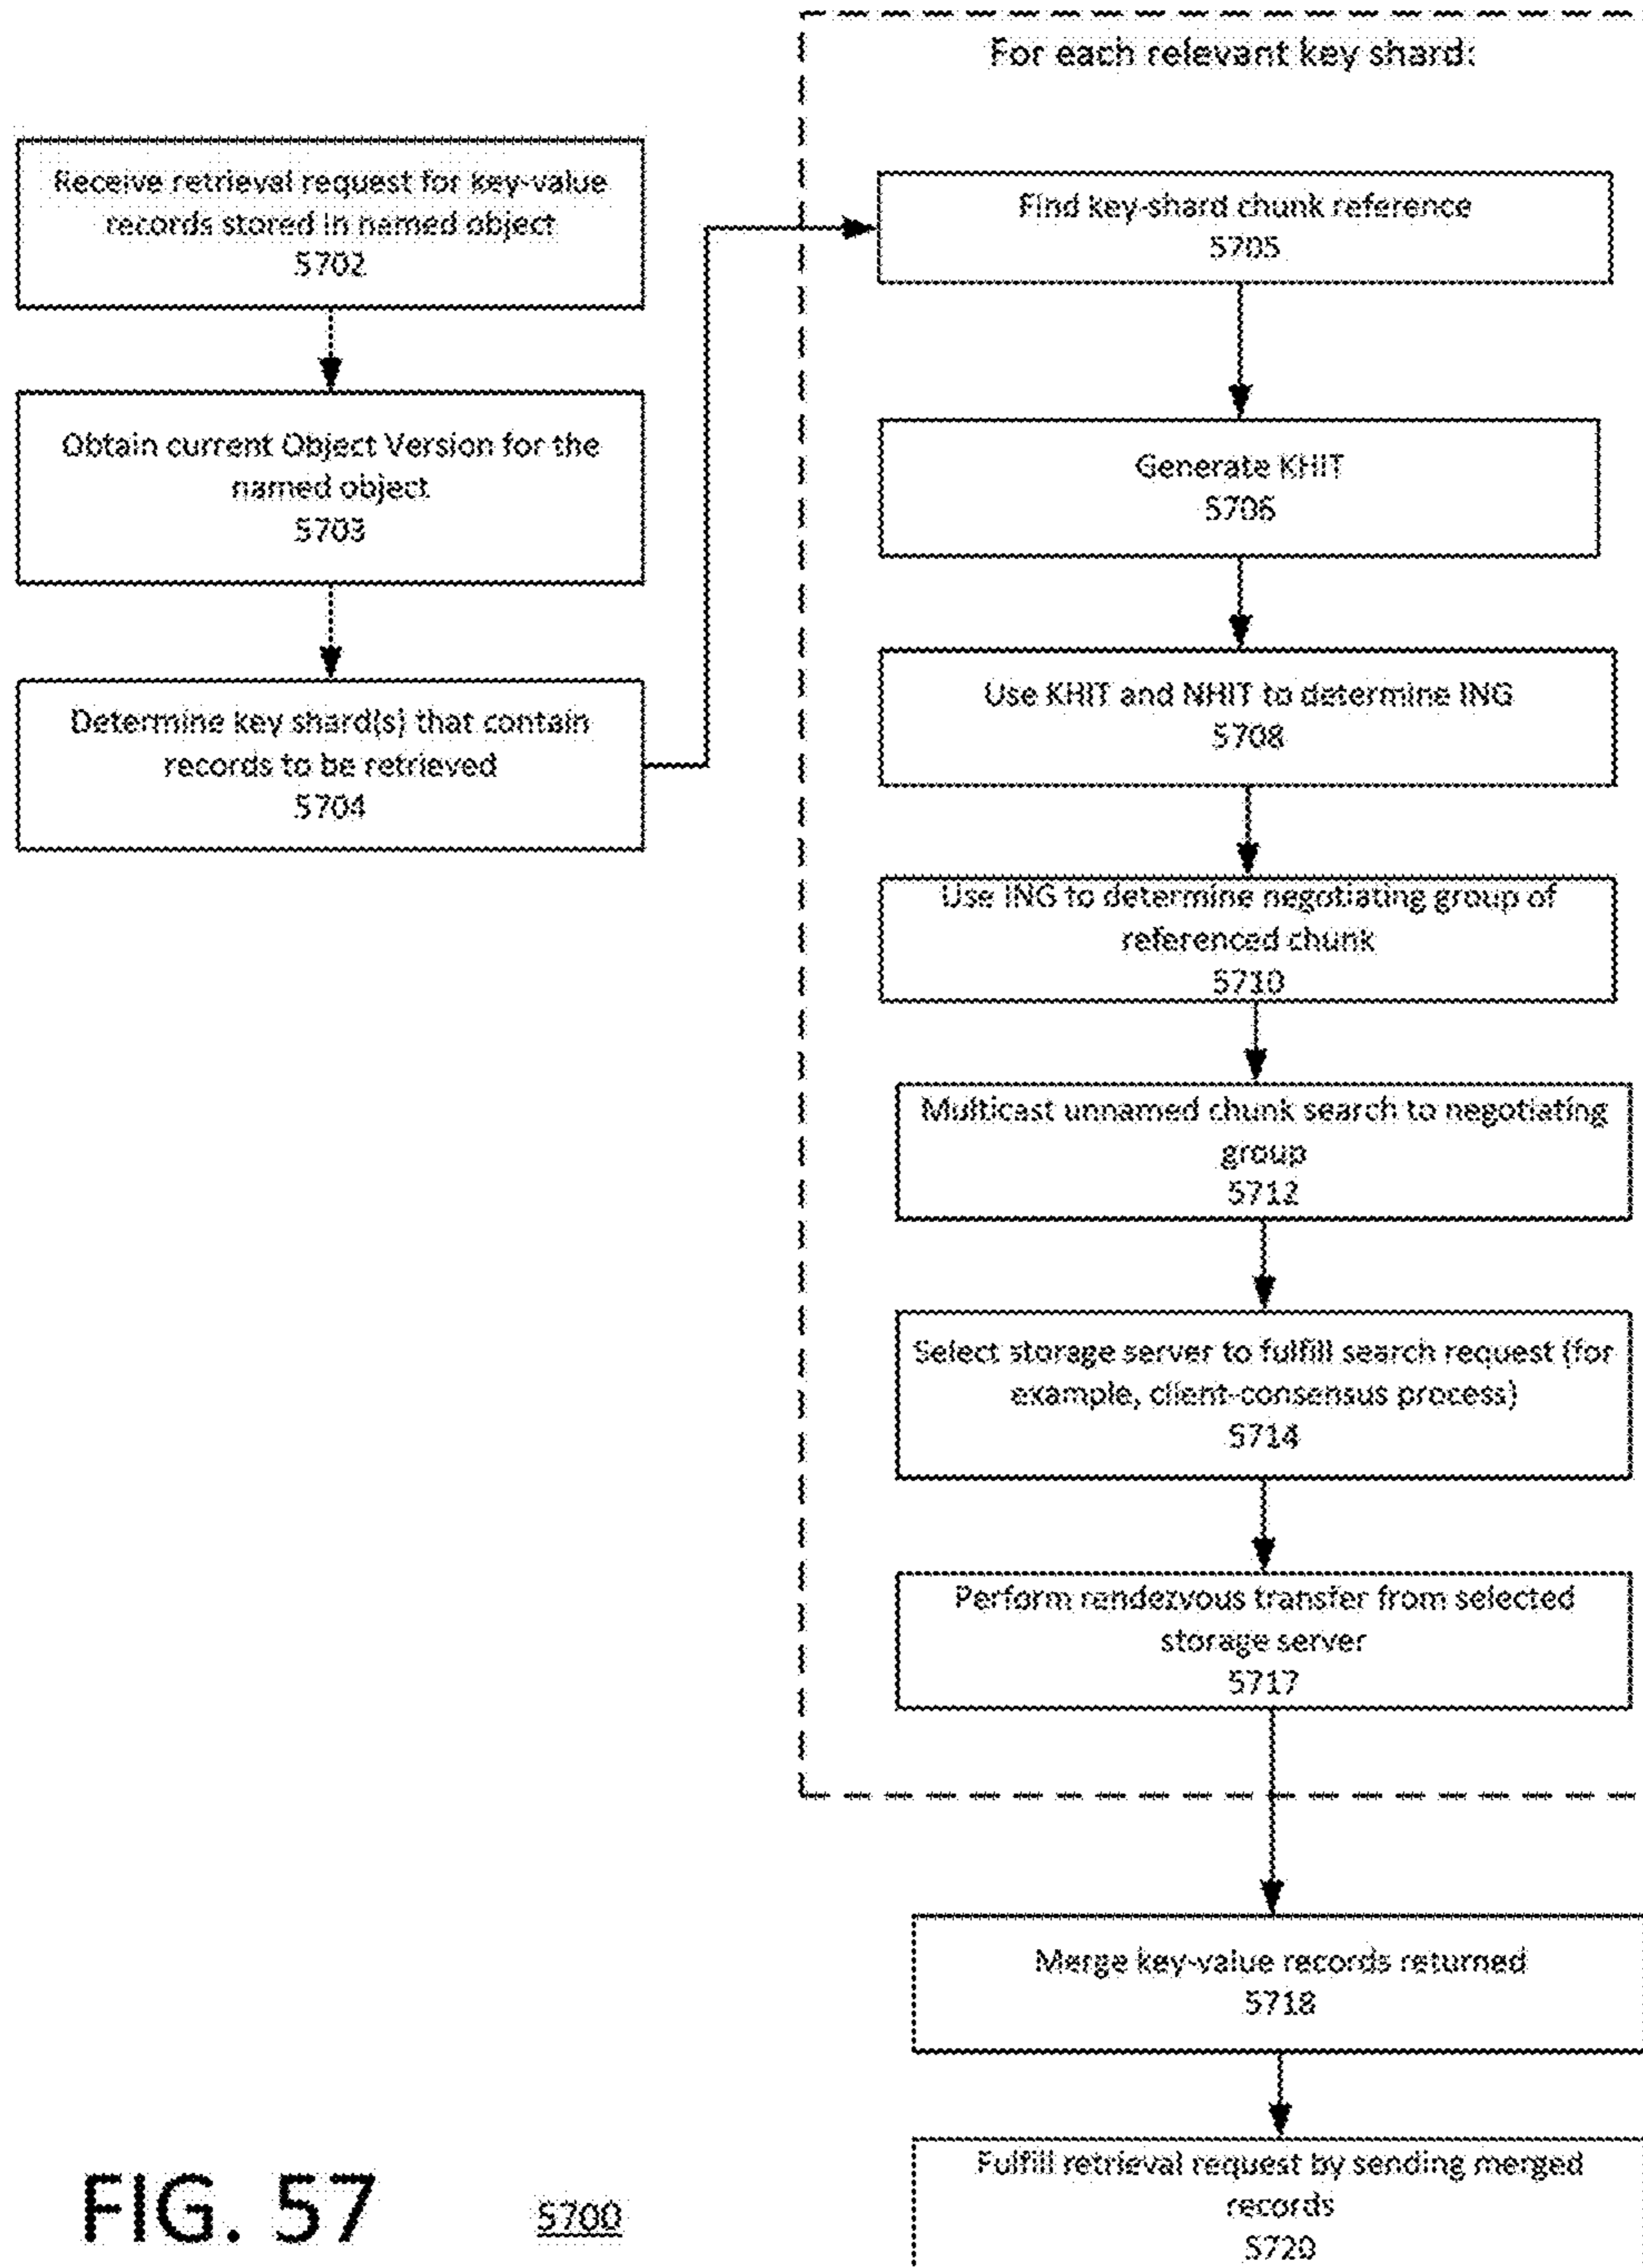 For each relevant key shard:
Receive retrieval request for key-value
records stored in named object
5702
Obtain current Object Version for the
named object
5703
Determine key shard(s) that contain
records to be retrieved
5704
Find key-shard chunk reference
5705
Generate KHIT
5706
Use KHIT and NHIT to determine ING
5708
Use ING to determine negotiating group of
referenced chunk
5710
Multicast unnamed chunk search to negotiating
group
5712
Select storage server to fulfill search request (for
example, client-consensus process)
5714
Perform rendezvous transfer from selected
storage server
5717
Merge key-value records returned
5718
Fulfill retrieval request by sending merged
records
5720
FIG. 57
5700